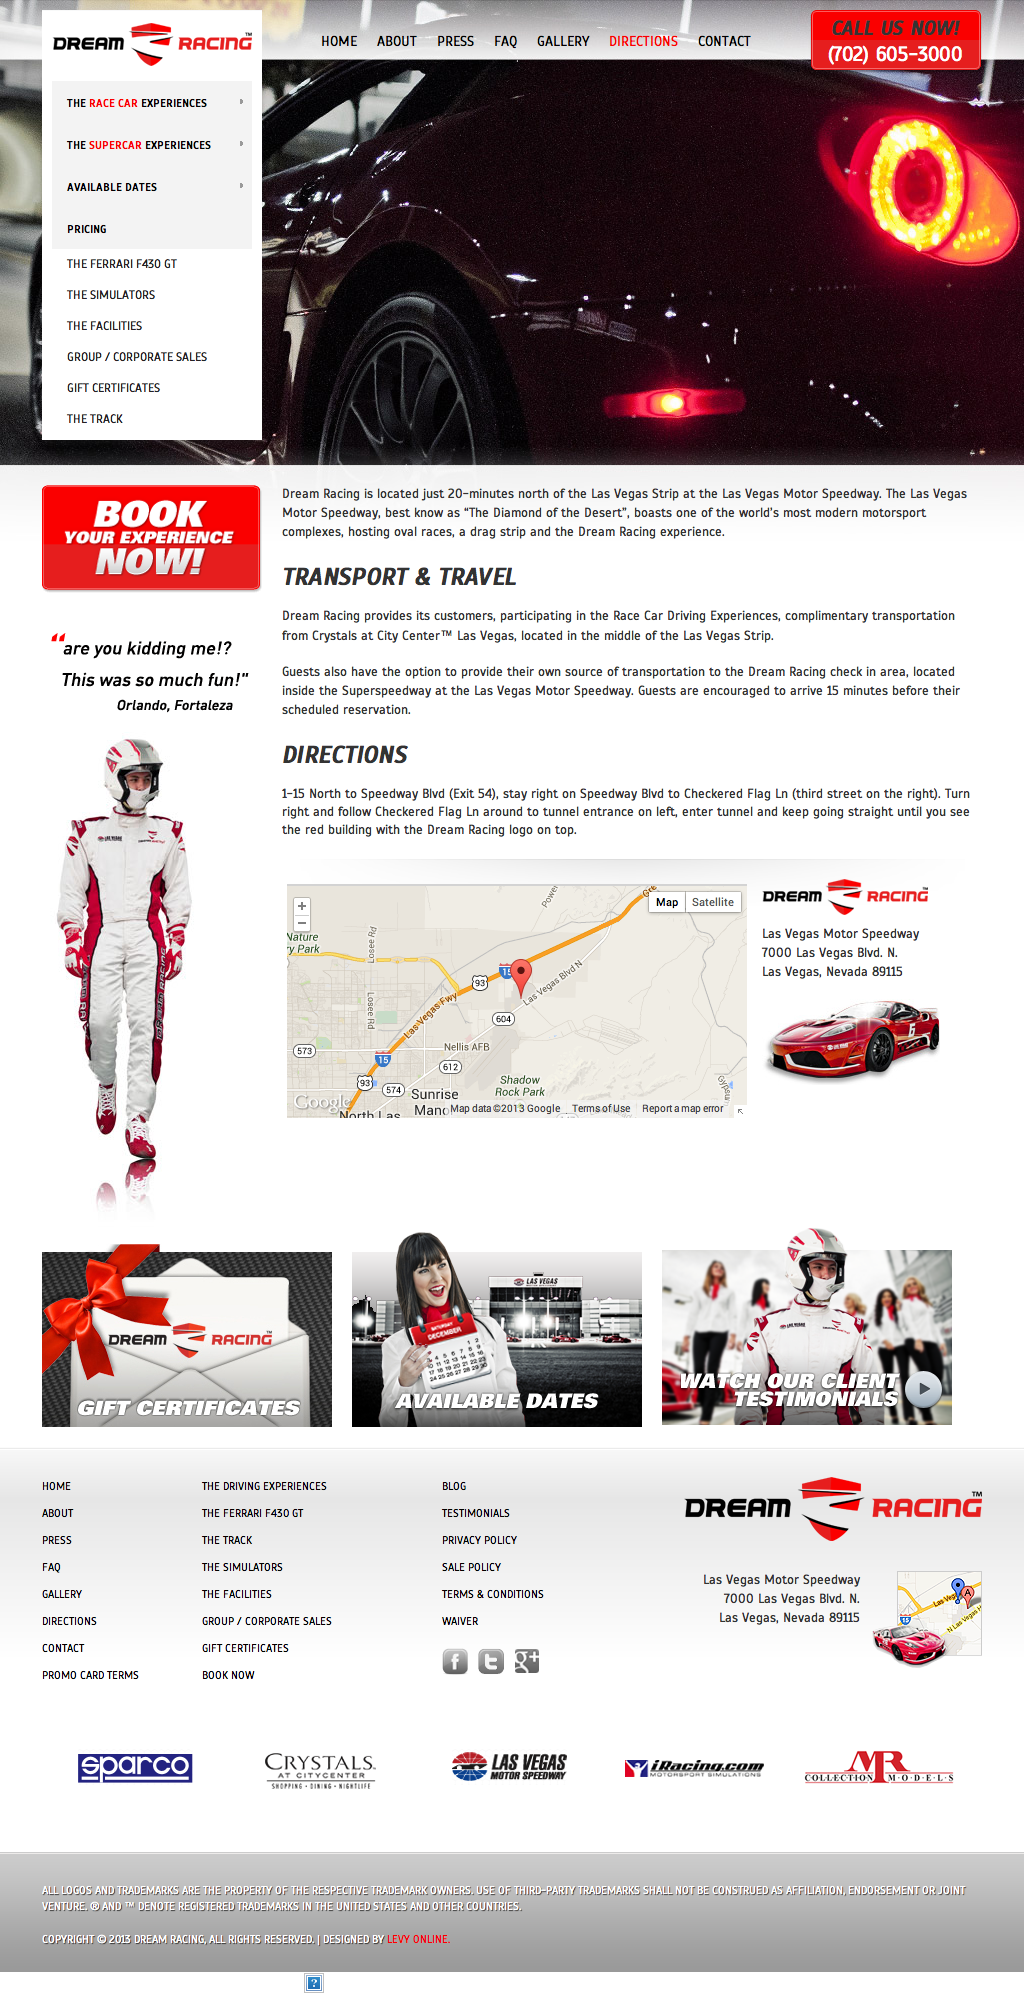 DREAM RACING™
HOME ABOUT PRESS FAQ GALLERY DIRECTIONS CONTACT
CALL US NOW!
(702) 605-3000
THE RACE CAR EXPERIENCES
THE SUPERCAR EXPERIENCES
AVAILABLE DATES
PRICING
THE FERRARI F430 GT
THE SIMULATORS
THE FACILITIES
GROUP / CORPORATE SALES
GIFT CERTIFICATES
THE TRACK
BOOK
YOUR EXPERIENCE
NOW!
“are you kidding me!?
This was so much fun!"
Orlando, Fortaleza
Dream Racing is located just 20-minutes north of the Las Vegas Strip at the Las Vegas Motor Speedway. The Las Vegas
Motor Speedway, best know as “The Diamond of the Desert”, boasts one of the world’s most modern motorsport
complexes, hosting oval races, a drag strip and the Dream Racing experience.
TRANSPORT & TRAVEL
Dream Racing provides its customers, participating in the Race Car Driving Experiences, complimentary transportation
from Crystals at City Center™ Las Vegas, located in the middle of the Las Vegas Strip.
Guests also have the option to provide their own source of transportation to the Dream Racing check in area, located
inside the Superspeedway at the Las Vegas Motor Speedway. Guests are encouraged to arrive 15 minutes before their
scheduled reservation.
DIRECTIONS
1-15 North to Speedway Blvd (Exit 54), stay right on Speedway Blvd to Checkered Flag Ln (third street on the right). Turn
right and follow Checkered Flag Ln around to tunnel entrance on left, enter tunnel and keep going straight until you see
the red building with the Dream Racing logo on top.
Map Satellite
Nature
ry Park
Losee Rd
Losee Rd
Las Vegas Fwy
Las Vegas Blvd N
93
15
604
573
Nellis AFB
15
612
93
574
Shadow
Rock Park
Sunrise
North Las
Google
Map data ©2013 Google Terms of Use Report a map error
DREAM RACING
Las Vegas Motor Speedway
7000 Las Vegas Blvd. N.
Las Vegas, Nevada 89115
DREAM RACING
GIFT CERTIFICATES
LAS VEGAS
SATURDAY
DECEMBER
AVAILABLE DATES
WATCH OUR CLIENT
TESTIMONIALS
HOME
ABOUT
PRESS
FAQ
GALLERY
DIRECTIONS
CONTACT
PROMO CARD TERMS
THE DRIVING EXPERIENCES
THE FERRARI F430 GT
THE TRACK
THE SIMULATORS
THE FACILITIES
GROUP / CORPORATE SALES
GIFT CERTIFICATES
BOOK NOW
BLOG
TESTIMONIALS
PRIVACY POLICY
SALE POLICY
TERMS & CONDITIONS
WAIVER
DREAM RACING™
Las Vegas Motor Speedway
7000 Las Vegas Blvd. N.
Las Vegas, Nevada 89115
sparco
CRYSTALS
AT CITYCENTER
SHOPPING • DINING • NIGHTLIFE
LAS VEGAS
MOTOR SPEEDWAY
iRacing.com
MOTORSPORT SIMULATIONS
MR
COLLECTION MODELS
ALL LOGOS AND TRADEMARKS ARE THE PROPERTY OF THE RESPECTIVE TRADEMARK OWNERS. USE OF THIRD-PARTY TRADEMARKS SHALL NOT BE CONSTRUED AS AFFILIATION, ENDORSEMENT OR JOINT
VENTURE. ® AND ™ DENOTE REGISTERED TRADEMARKS IN THE UNITED STATES AND OTHER COUNTRIES.
COPYRIGHT © 2013 DREAM RACING, ALL RIGHTS RESERVED. | DESIGNED BY LEVY ONLINE.